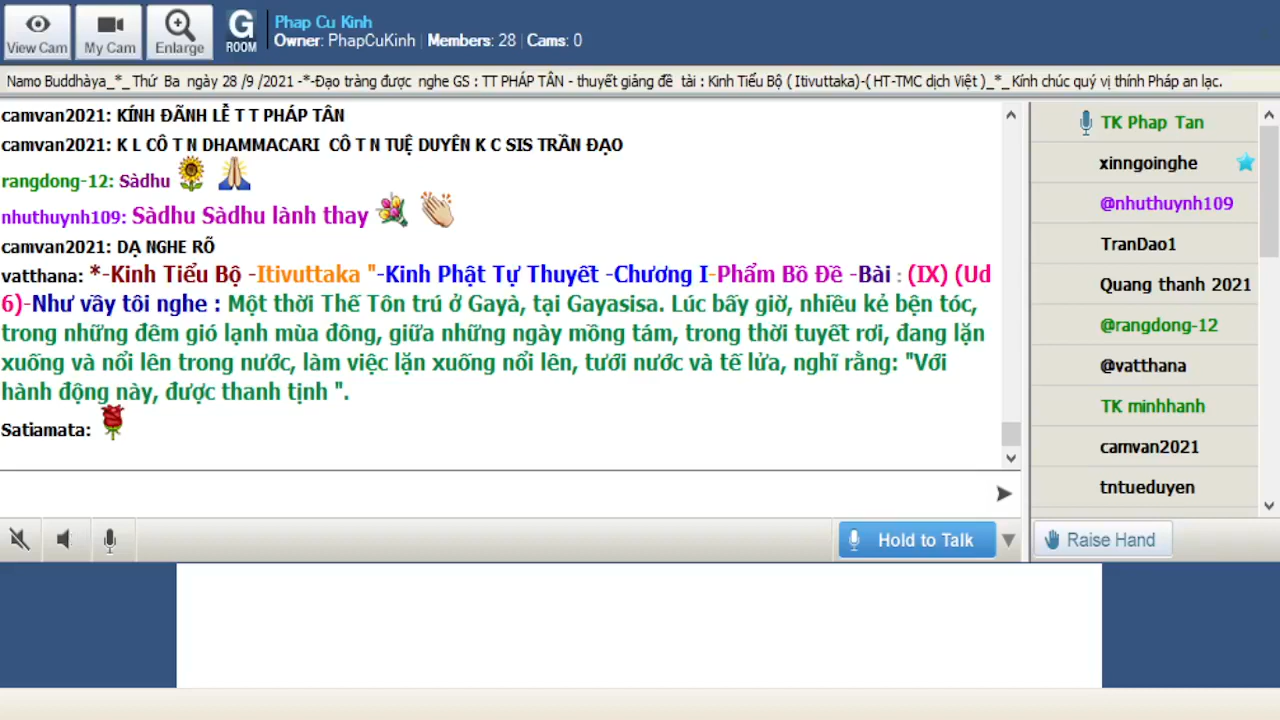 View Cam
My Cam
Enlarge
G
ROOM
Phap Cu Kinh
Owner: PhapCuKinh | Members: 28 | Cams: 0
Namo Buddhàya_*_ Thứ Ba ngày 28 /9 /2021 -*-Đạo tràng được nghe GS : TT PHÁP TÂN - thuyết giảng đề tài : Kinh Tiểu Bộ ( Itivuttaka)-( HT-TMC dịch Việt )_*_ Kính chúc quý vị thính Pháp an lạc.
camvan2021: KÍNH ĐÃNH LỄ T T PHÁP TÂN
camvan2021: K L CÔ T N DHAMMACARI CÔ T N TUỆ DUYÊN K C SIS TRẦN ĐẠO
rangdong-12: Sàdhu
nhuthuynh109: Sàdhu Sàdhu lành thay
camvan2021: DẠ NGHE RÕ
vatthana: *-Kinh Tiểu Bộ -Itivuttaka "-Kinh Phật Tự Thuyết -Chương I-Phẩm Bồ Đề -Bài : (IX) (Ud
6)-Như vầy tôi nghe : Một thời Thế Tôn trú ở Gayà, tại Gayasisa. Lúc bấy giờ, nhiều kẻ bện tóc,
trong những đêm gió lạnh mùa đông, giữa những ngày mồng tám, trong thời tuyết rơi, đang lặn
xuống và nổi lên trong nước, làm việc lặn xuống nổi lên, tưới nước và tế lửa, nghĩ rằng: "Với
hành động này, được thanh tịnh ".
Satiamata:
TK Phap Tan
xinngoinghe
@nhuthuynh109
TranDao1
Quang thanh 2021
@rangdong-12
@vatthana
TK minhhanh
camvan2021
tntueduyen
Hold to Talk
Raise Hand